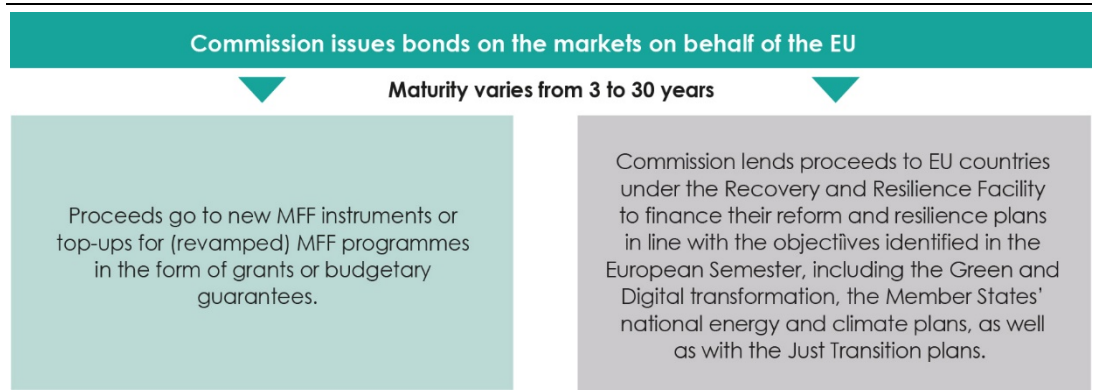 Commission issues bonds on the markets on behalf of the EU
Maturity varies from 3 to 30 years
Proceeds go to new MFF instruments or
top-ups for (revamped) MFF programmes
in the form of grants or budgetary
guarantees.
Commission lends proceeds to EU countries
under the Recovery and Resilience Facility
to finance their reform and resilience plans
in line with the objectiives identified in the
European Semester, including the Green and
Digital transformation, the Member States’
national energy and climate plans, as well
as with the Just Transition plans.